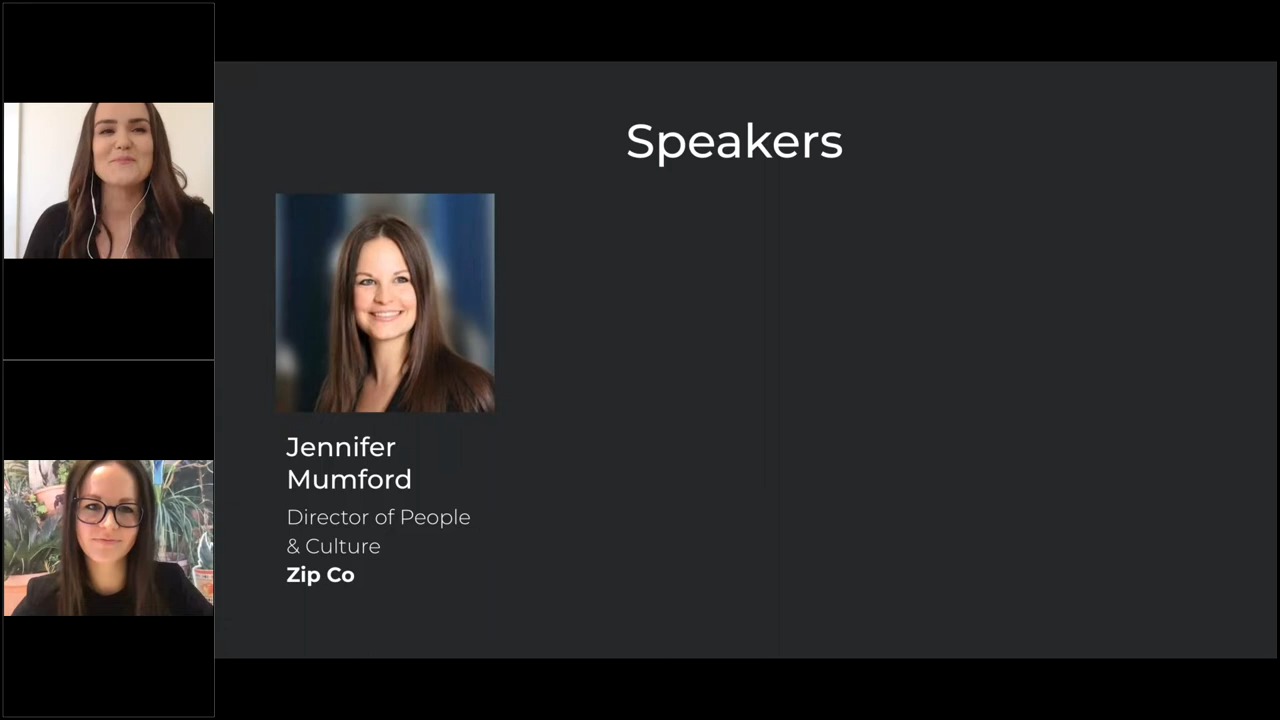 Speakers
Jennifer
Mumford
Director of People
& Culture
Zip Co